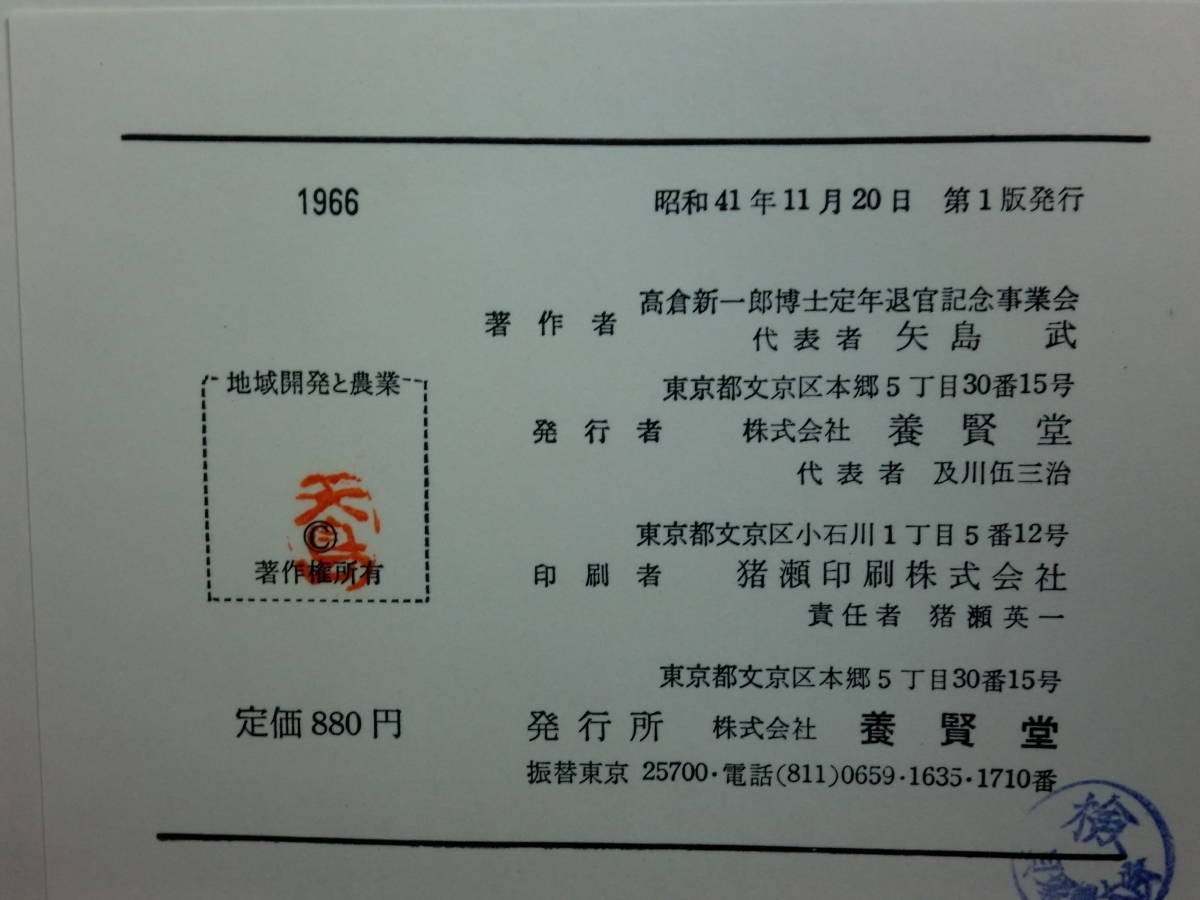 1966
昭和41年11月20日 第1版発行
高倉新一郎博士定年退官記念事業会
著作者
代表者 矢島 武
地域開発と農業
©
著作権所有
東京都文京区本郷5丁目30番15号
発行者 株式会社 養賢堂
代表者 及川伍三治
東京都文京区小石川1丁目5番12号
印刷者 猪瀬印刷株式会社
責任者 猪瀬英一
東京都文京区本郷5丁目30番15号
定価880円
発行所 株式会社 養賢堂
振替東京 25700・電話(811)0659・1635・1710番
検